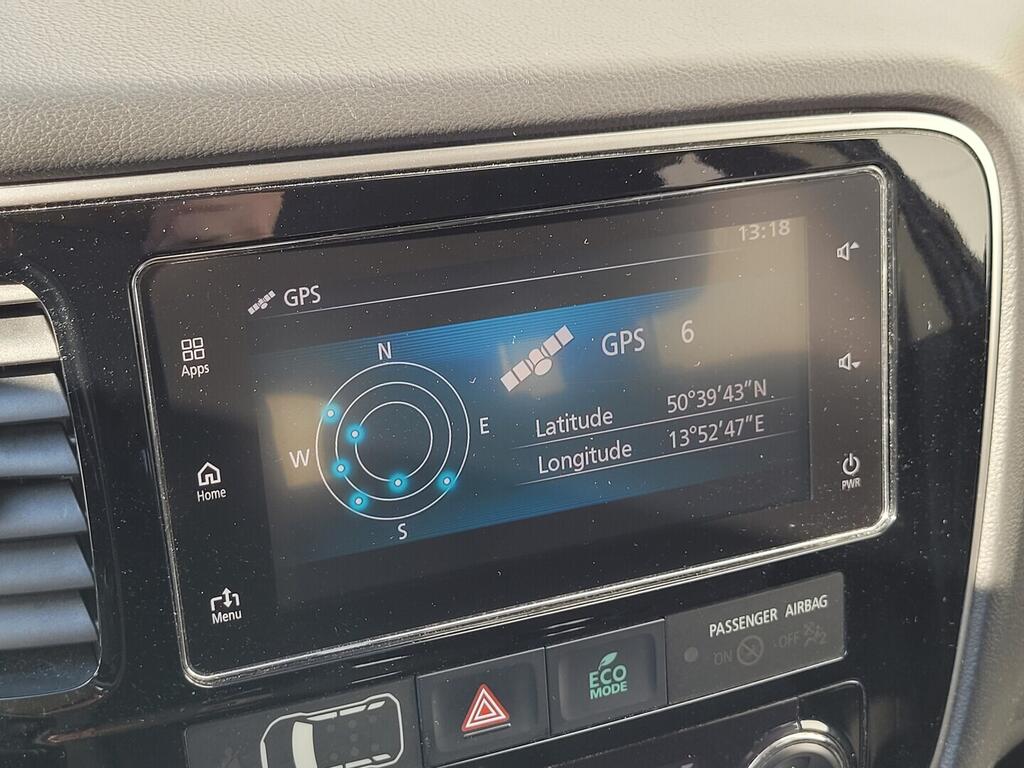 13:18
GPS
Apps
N
GPS 6
W
E
Latitude 50°39'43"N
Longitude 13°52'47"E
S
Home
PWR
Menu
PASSENGER AIRBAG
ON OFF
ECO
MODE